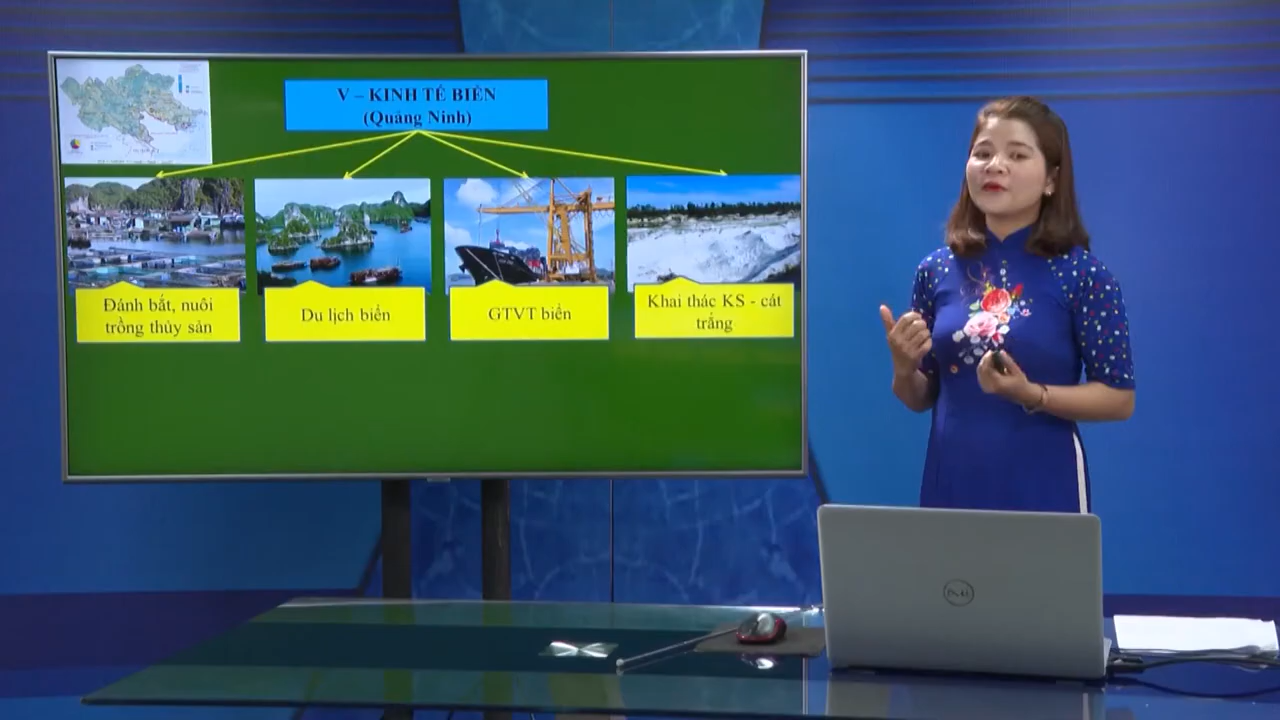 V – KINH TẾ BIỂN
(Quảng Ninh)
Đánh bắt, nuôi
trồng thủy sản
Du lịch biển
GTVT biển
Khai thác KS - cát
trắng
DELL